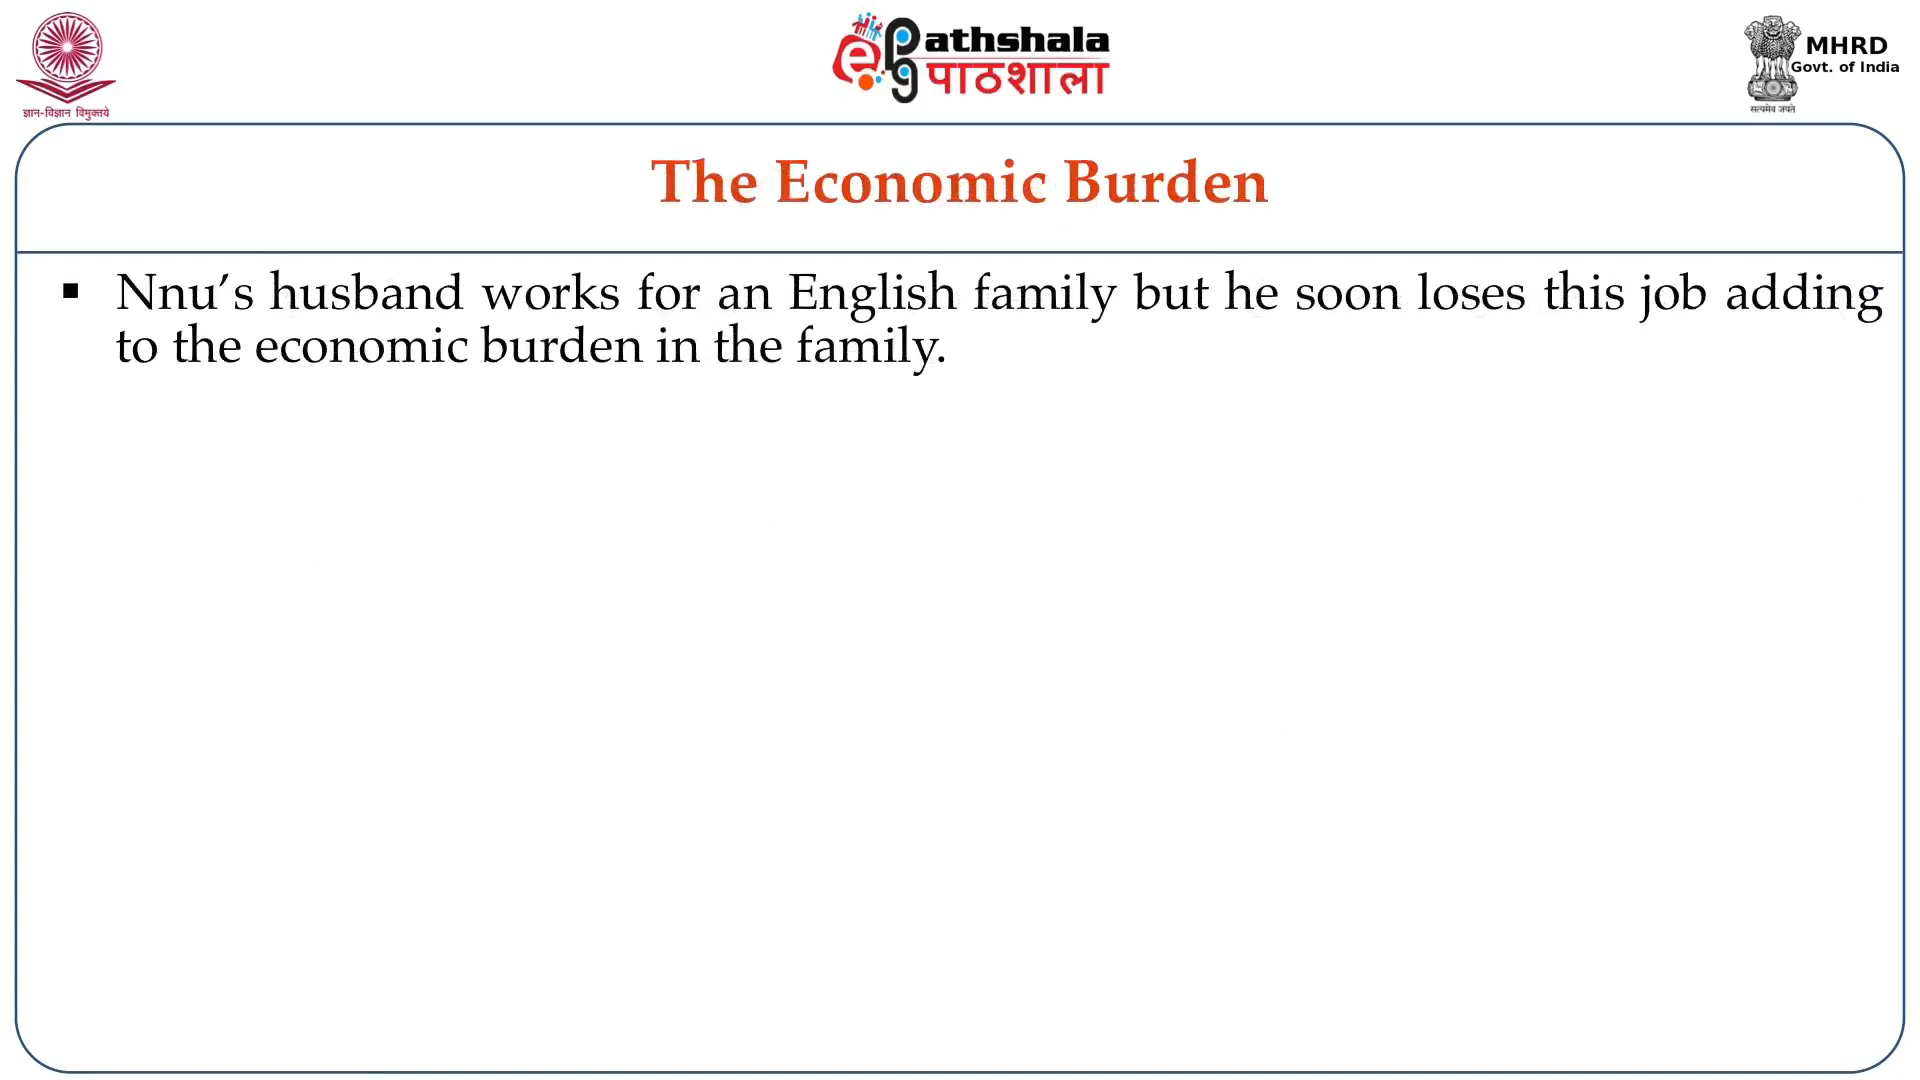 ज्ञान-विज्ञान विमुक्तये
e pg Pathshala
पाठशाला
MHRD
Govt. of India
सत्यमेव जयते
The Economic Burden
▪ Nnu’s husband works for an English family but he soon loses this job adding
to the economic burden in the family.